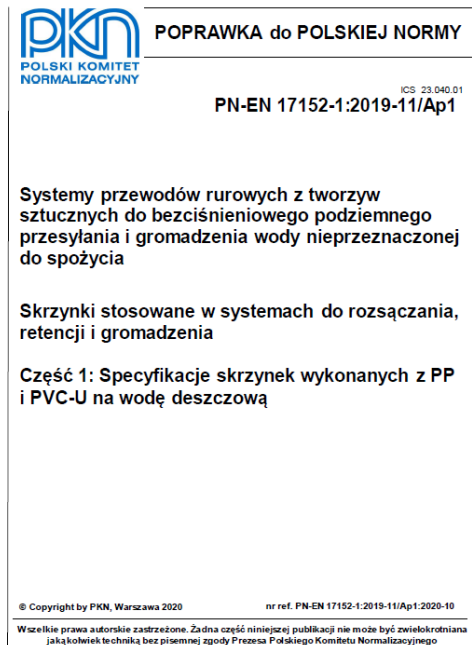 pkn
POLSKI KOMITET
NORMALIZACYJNY
POPRAWKA do POLSKIEJ NORMY
ICS 23.040.01
PN-EN 17152-1:2019-11/Ap1
Systemy przewodów rurowych z tworzyw
sztucznych do bezciśnieniowego podziemnego
przesyłania i gromadzenia wody nieprzeznaczonej
do spożycia
Skrzynki stosowane w systemach do rozsączania,
retencji i gromadzenia
Część 1: Specyfikacje skrzynek wykonanych z PP
i PVC-U na wodę deszczową
© Copyright by PKN, Warszawa 2020
nr ref. PN-EN 17152-1:2019-11/Ap1:2020-10
Wszelkie prawa autorskie zastrzeżone. Żadna część niniejszej publikacji nie może być zwielokrotniana
jakąkolwiek techniką bez pisemnej zgody Prezesa Polskiego Komitetu Normalizacyjnego